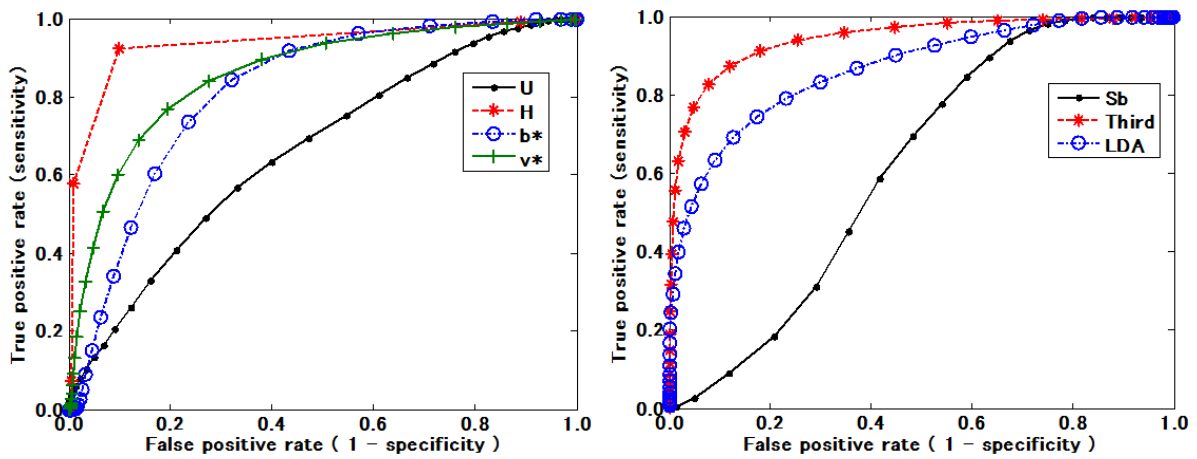 True positive rate (sensitivity)
1.0
0.8
0.6
0.4
0.2
0.0
0.0 0.2 0.4 0.6 0.8 1.0
False positive rate ( 1 - specificity)
U
H
b*
v*
True positive rate (sensitivity)
1.0
0.8
0.6
0.4
0.2
0.0
0.0 0.2 0.4 0.6 0.8 1.0
False positive rate ( 1 - specificity)
Sb
Third
LDA